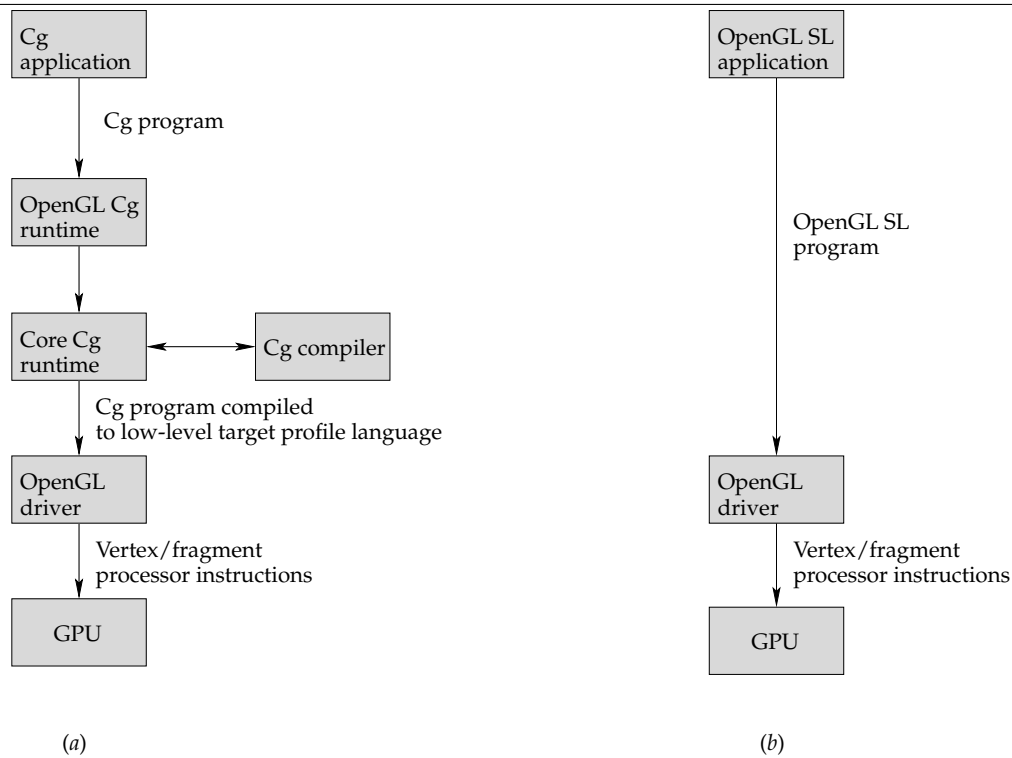 Cg
application
Cg program
OpenGL Cg
runtime
Core Cg
runtime
Cg compiler
Cg program compiled
to low-level target profile language
OpenGL
driver
Vertex/fragment
processor instructions
GPU
(a)
OpenGL SL
application
OpenGL SL
program
OpenGL
driver
Vertex/fragment
processor instructions
GPU
(b)